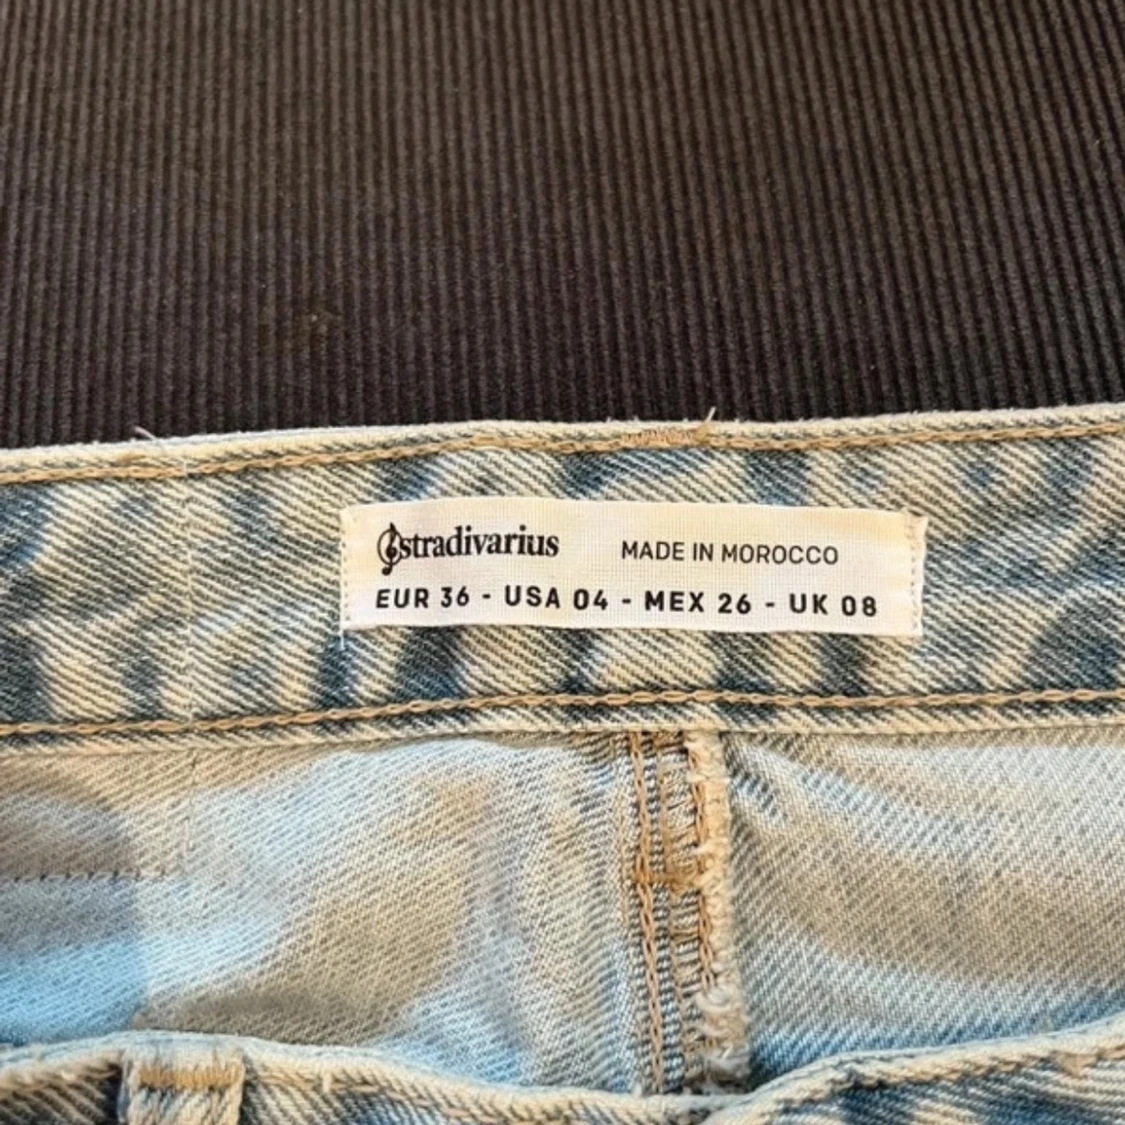 stradivarius MADE IN MOROCCO
EUR 36 - USA 04 - MEX 26 - UK 08